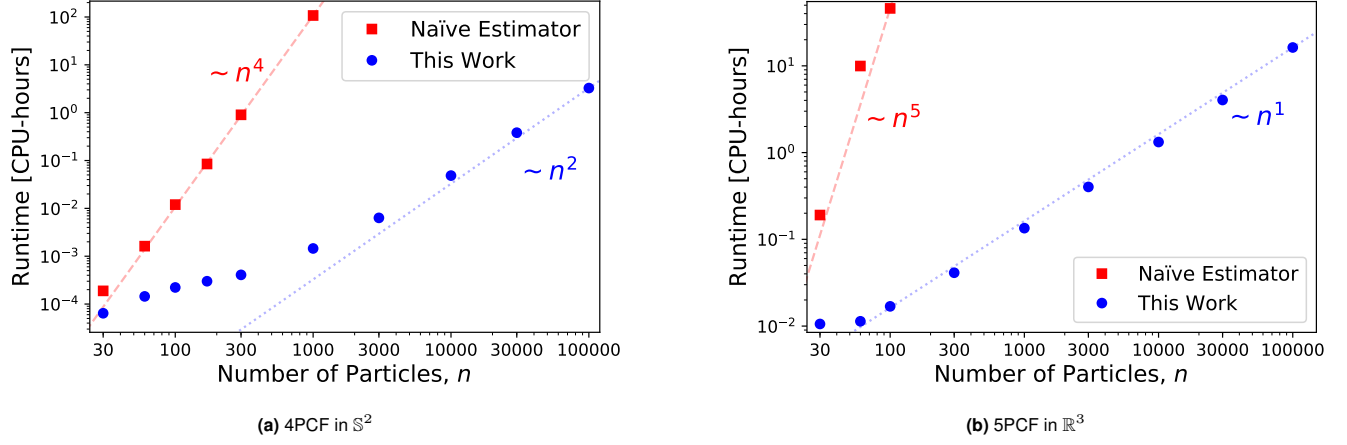 Runtime [CPU-hours]
10²
10¹
10⁰
10⁻¹
10⁻²
10⁻³
10⁻⁴
Naïve Estimator
This Work
~ n⁴
~ n²
30 100 300 1000 3000 10000 30000 100000
Number of Particles, n
(a) 4PCF in 𝕊²
Runtime [CPU-hours]
10¹
10⁰
10⁻¹
10⁻²
~ n⁵
~ n¹
Naïve Estimator
This Work
30 100 300 1000 3000 10000 30000 100000
Number of Particles, n
(b) 5PCF in ℝ³